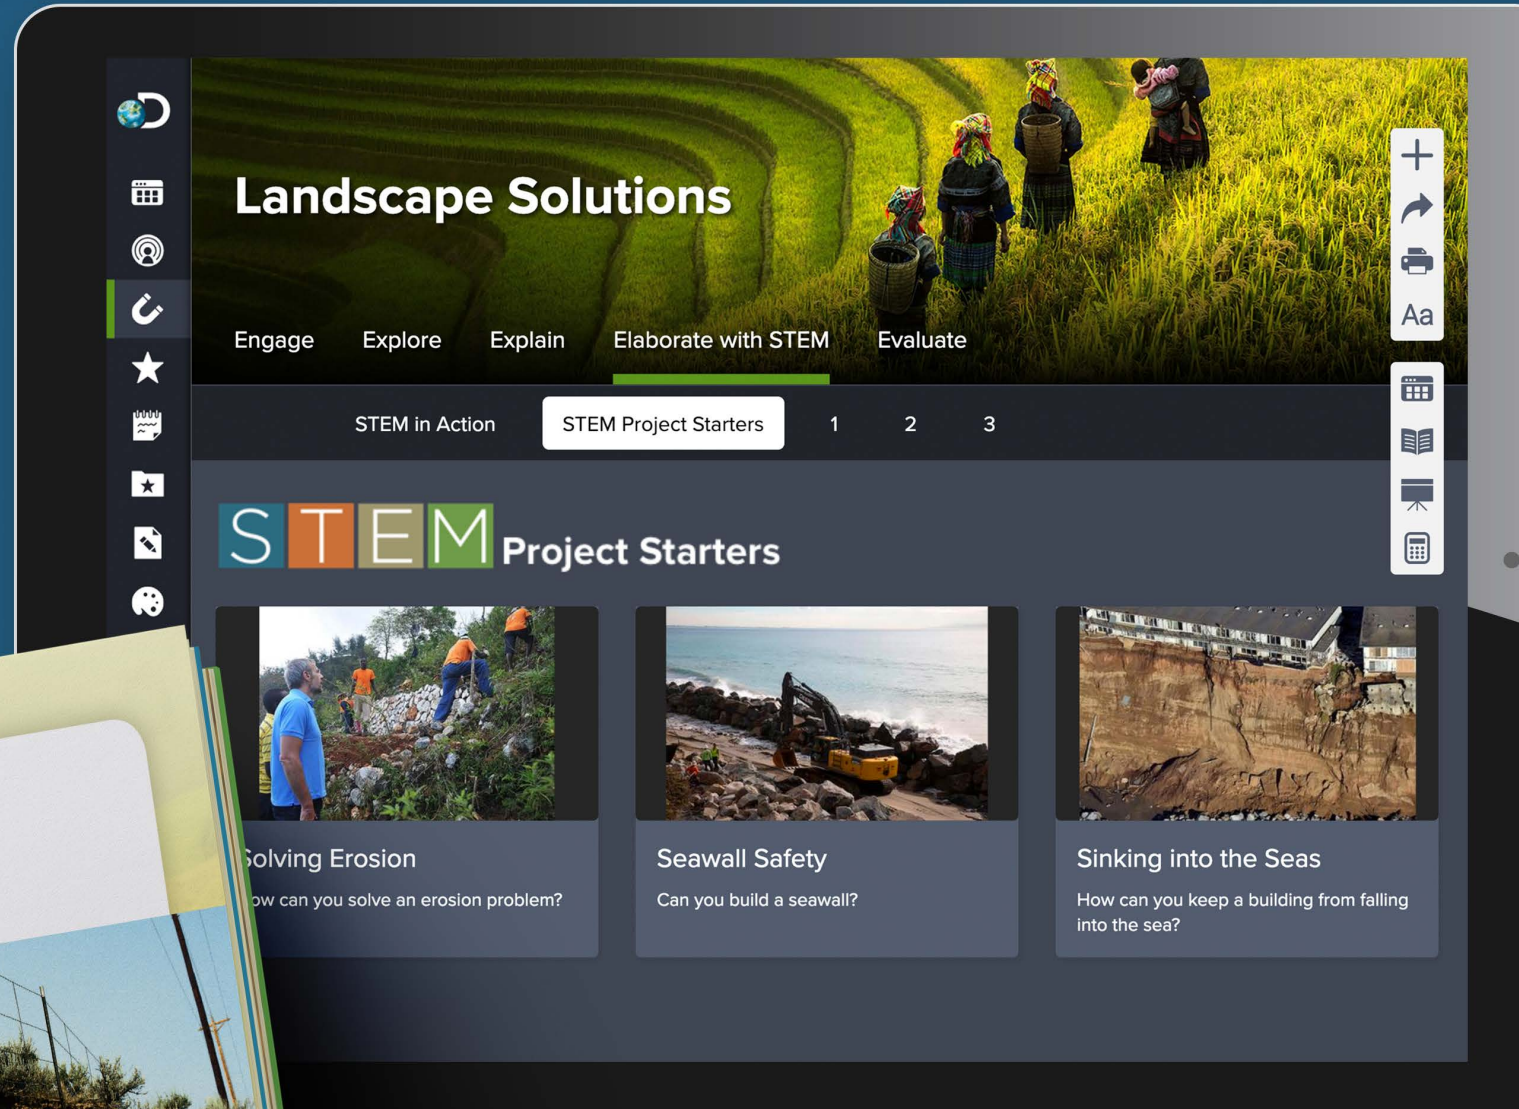 Landscape Solutions
Engage Explore Explain Elaborate with STEM Evaluate
Aa
STEM in Action STEM Project Starters 1 2 3
STEM Project Starters
Solving Erosion
How can you solve an erosion problem?
Seawall Safety
Can you build a seawall?
Sinking into the Seas
How can you keep a building from falling
into the sea?